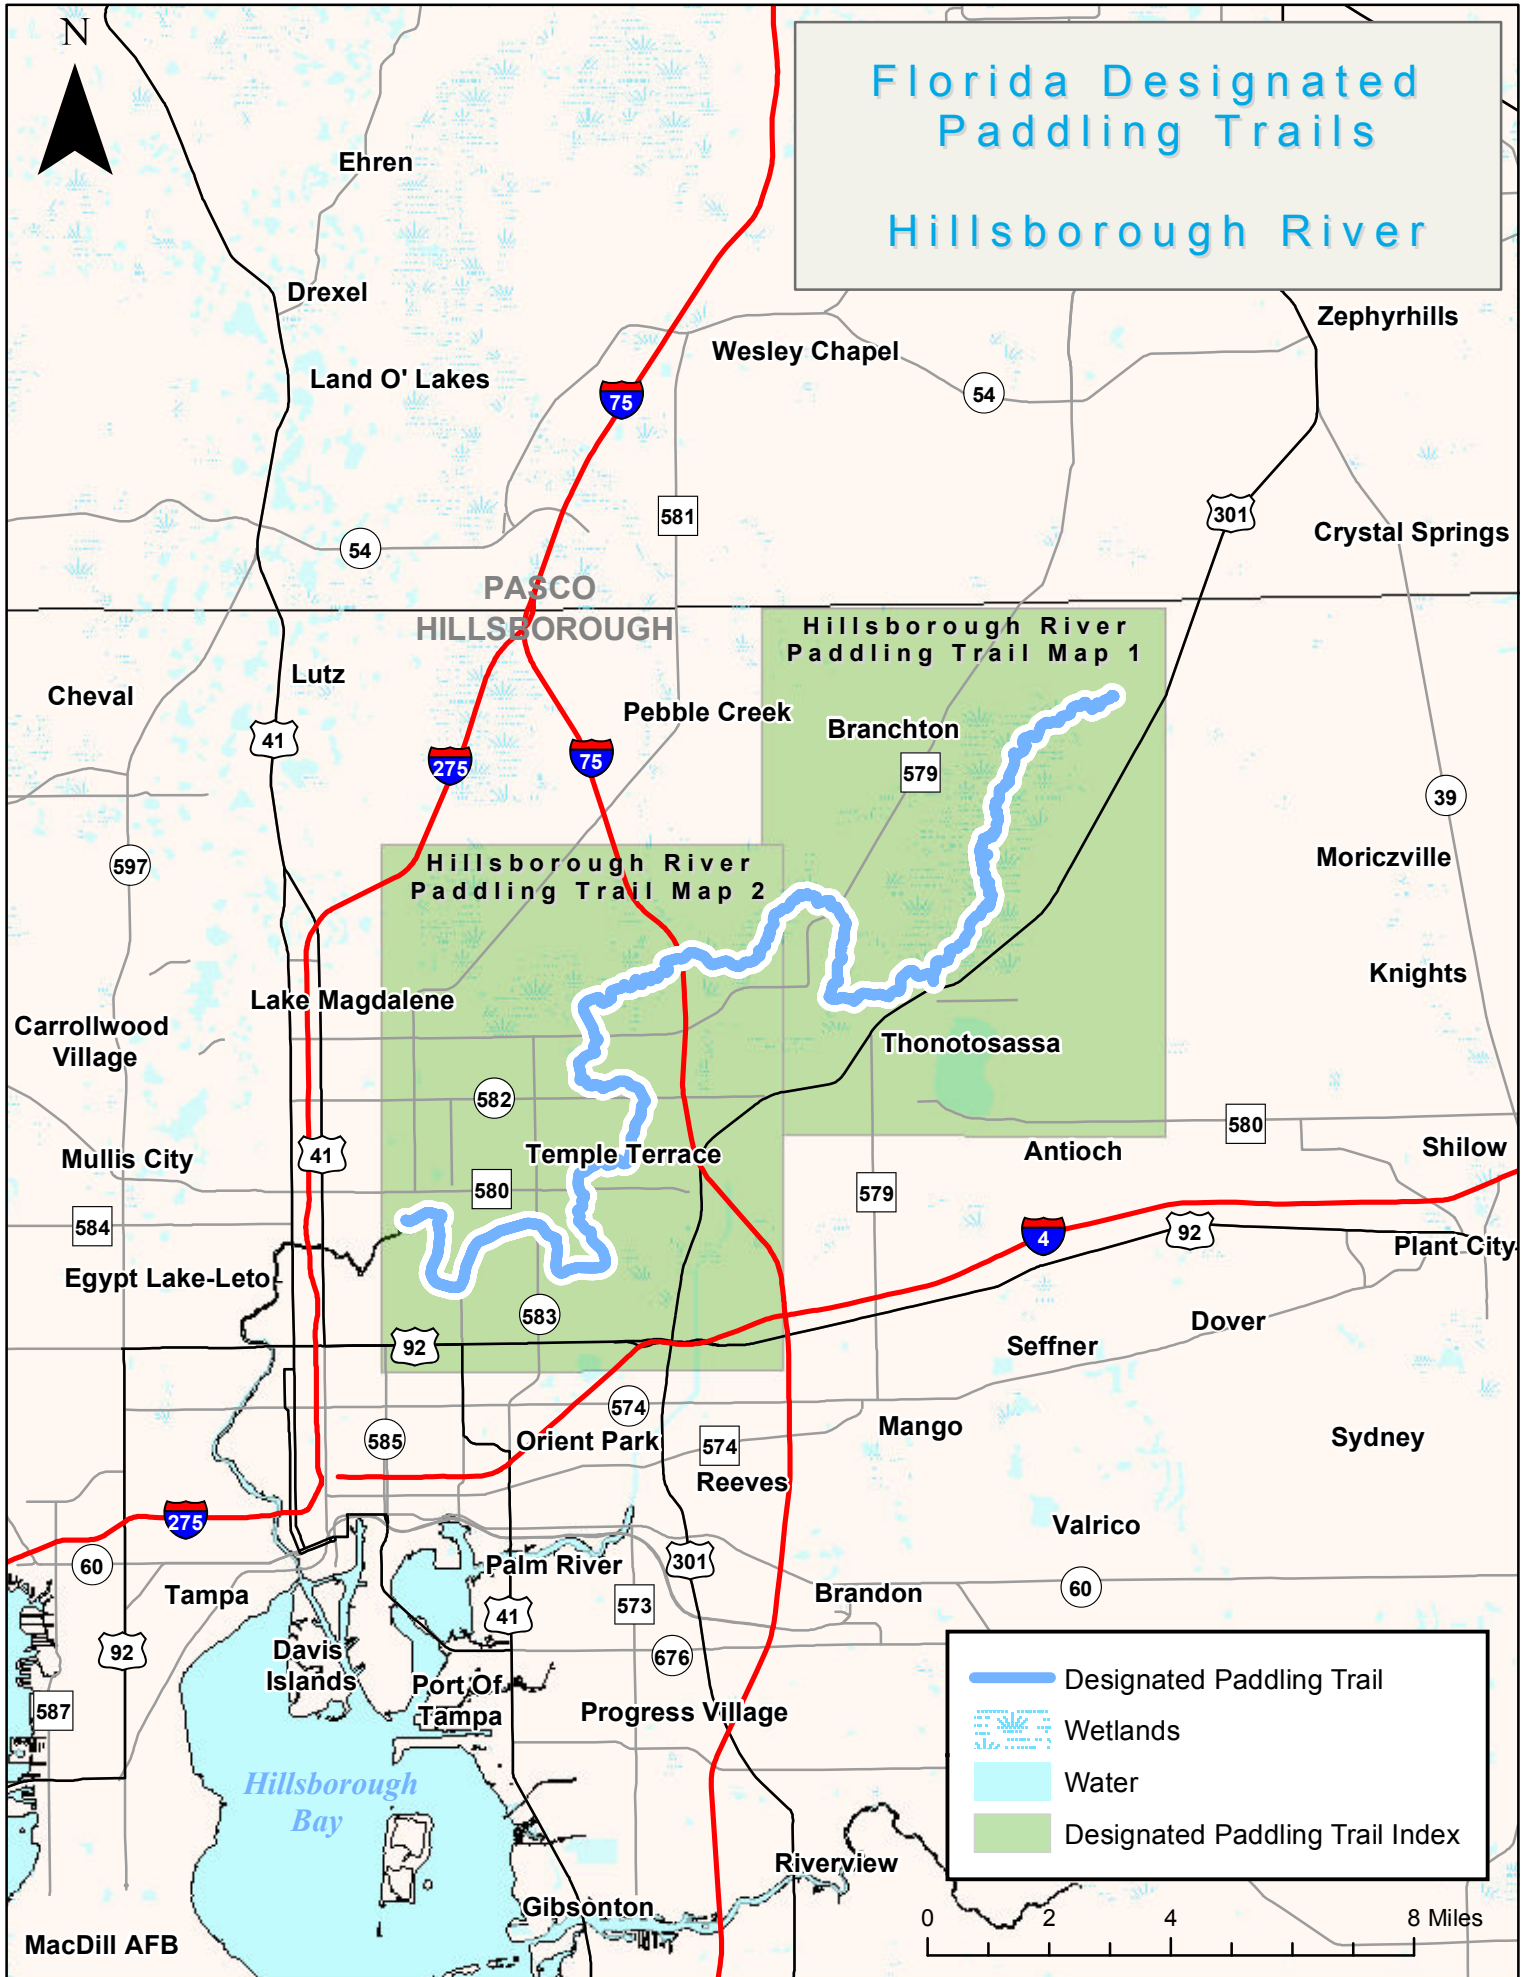 N
Florida Designated
Paddling Trails
Hillsborough River
Ehren
Drexel
Zephyrhills
Wesley Chapel
Land O' Lakes
75
54
581
301
Crystal Springs
54
PASCO
HILLSBOROUGH
Hillsborough River
Paddling Trail Map 1
Lutz
Cheval
Pebble Creek
Branchton
41
275
75
579
39
597
Hillsborough River
Paddling Trail Map 2
Moriczville
Knights
Lake Magdalene
Carrollwood
Village
Thonotosassa
582
580
41
Temple Terrace
Antioch
Shilow
Mullis City
580
579
584
4
92
Plant City
Egypt Lake-Leto
583
Dover
92
Seffner
574
Mango
585
Orient Park
574
Sydney
Reeves
275
Valrico
60
Palm River
301
60
Tampa
Brandon
41
573
92
Davis
Islands
676
Port Of
Tampa
587
Progress Village
Hillsborough
Bay
Riverview
Gibsonton
MacDill AFB
Designated Paddling Trail
Wetlands
Water
Designated Paddling Trail Index
0 2 4 8 Miles